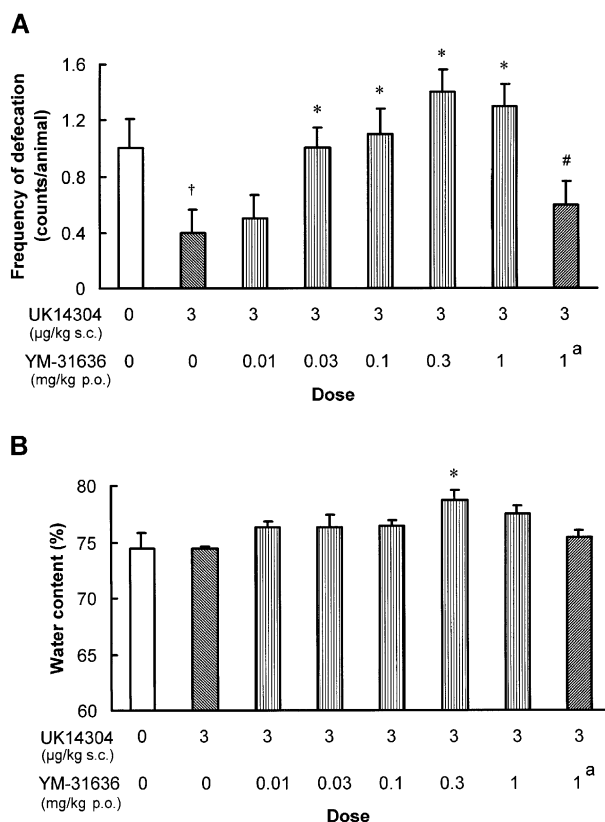 A
Frequency of defecation
(counts/animal)
1.6
1.2
0.8
0.4
0
†
*
*
*
*
#
UK14304 0 3 3 3 3 3 3 3
(µg/kg s.c.)
YM-31636 0 0 0.01 0.03 0.1 0.3 1 1 a
(mg/kg p.o.)
Dose
B
Water content (%)
80
75
70
65
60
*
UK14304 0 3 3 3 3 3 3 3
(µg/kg s.c.)
YM-31636 0 0 0.01 0.03 0.1 0.3 1 1 a
(mg/kg p.o.)
Dose